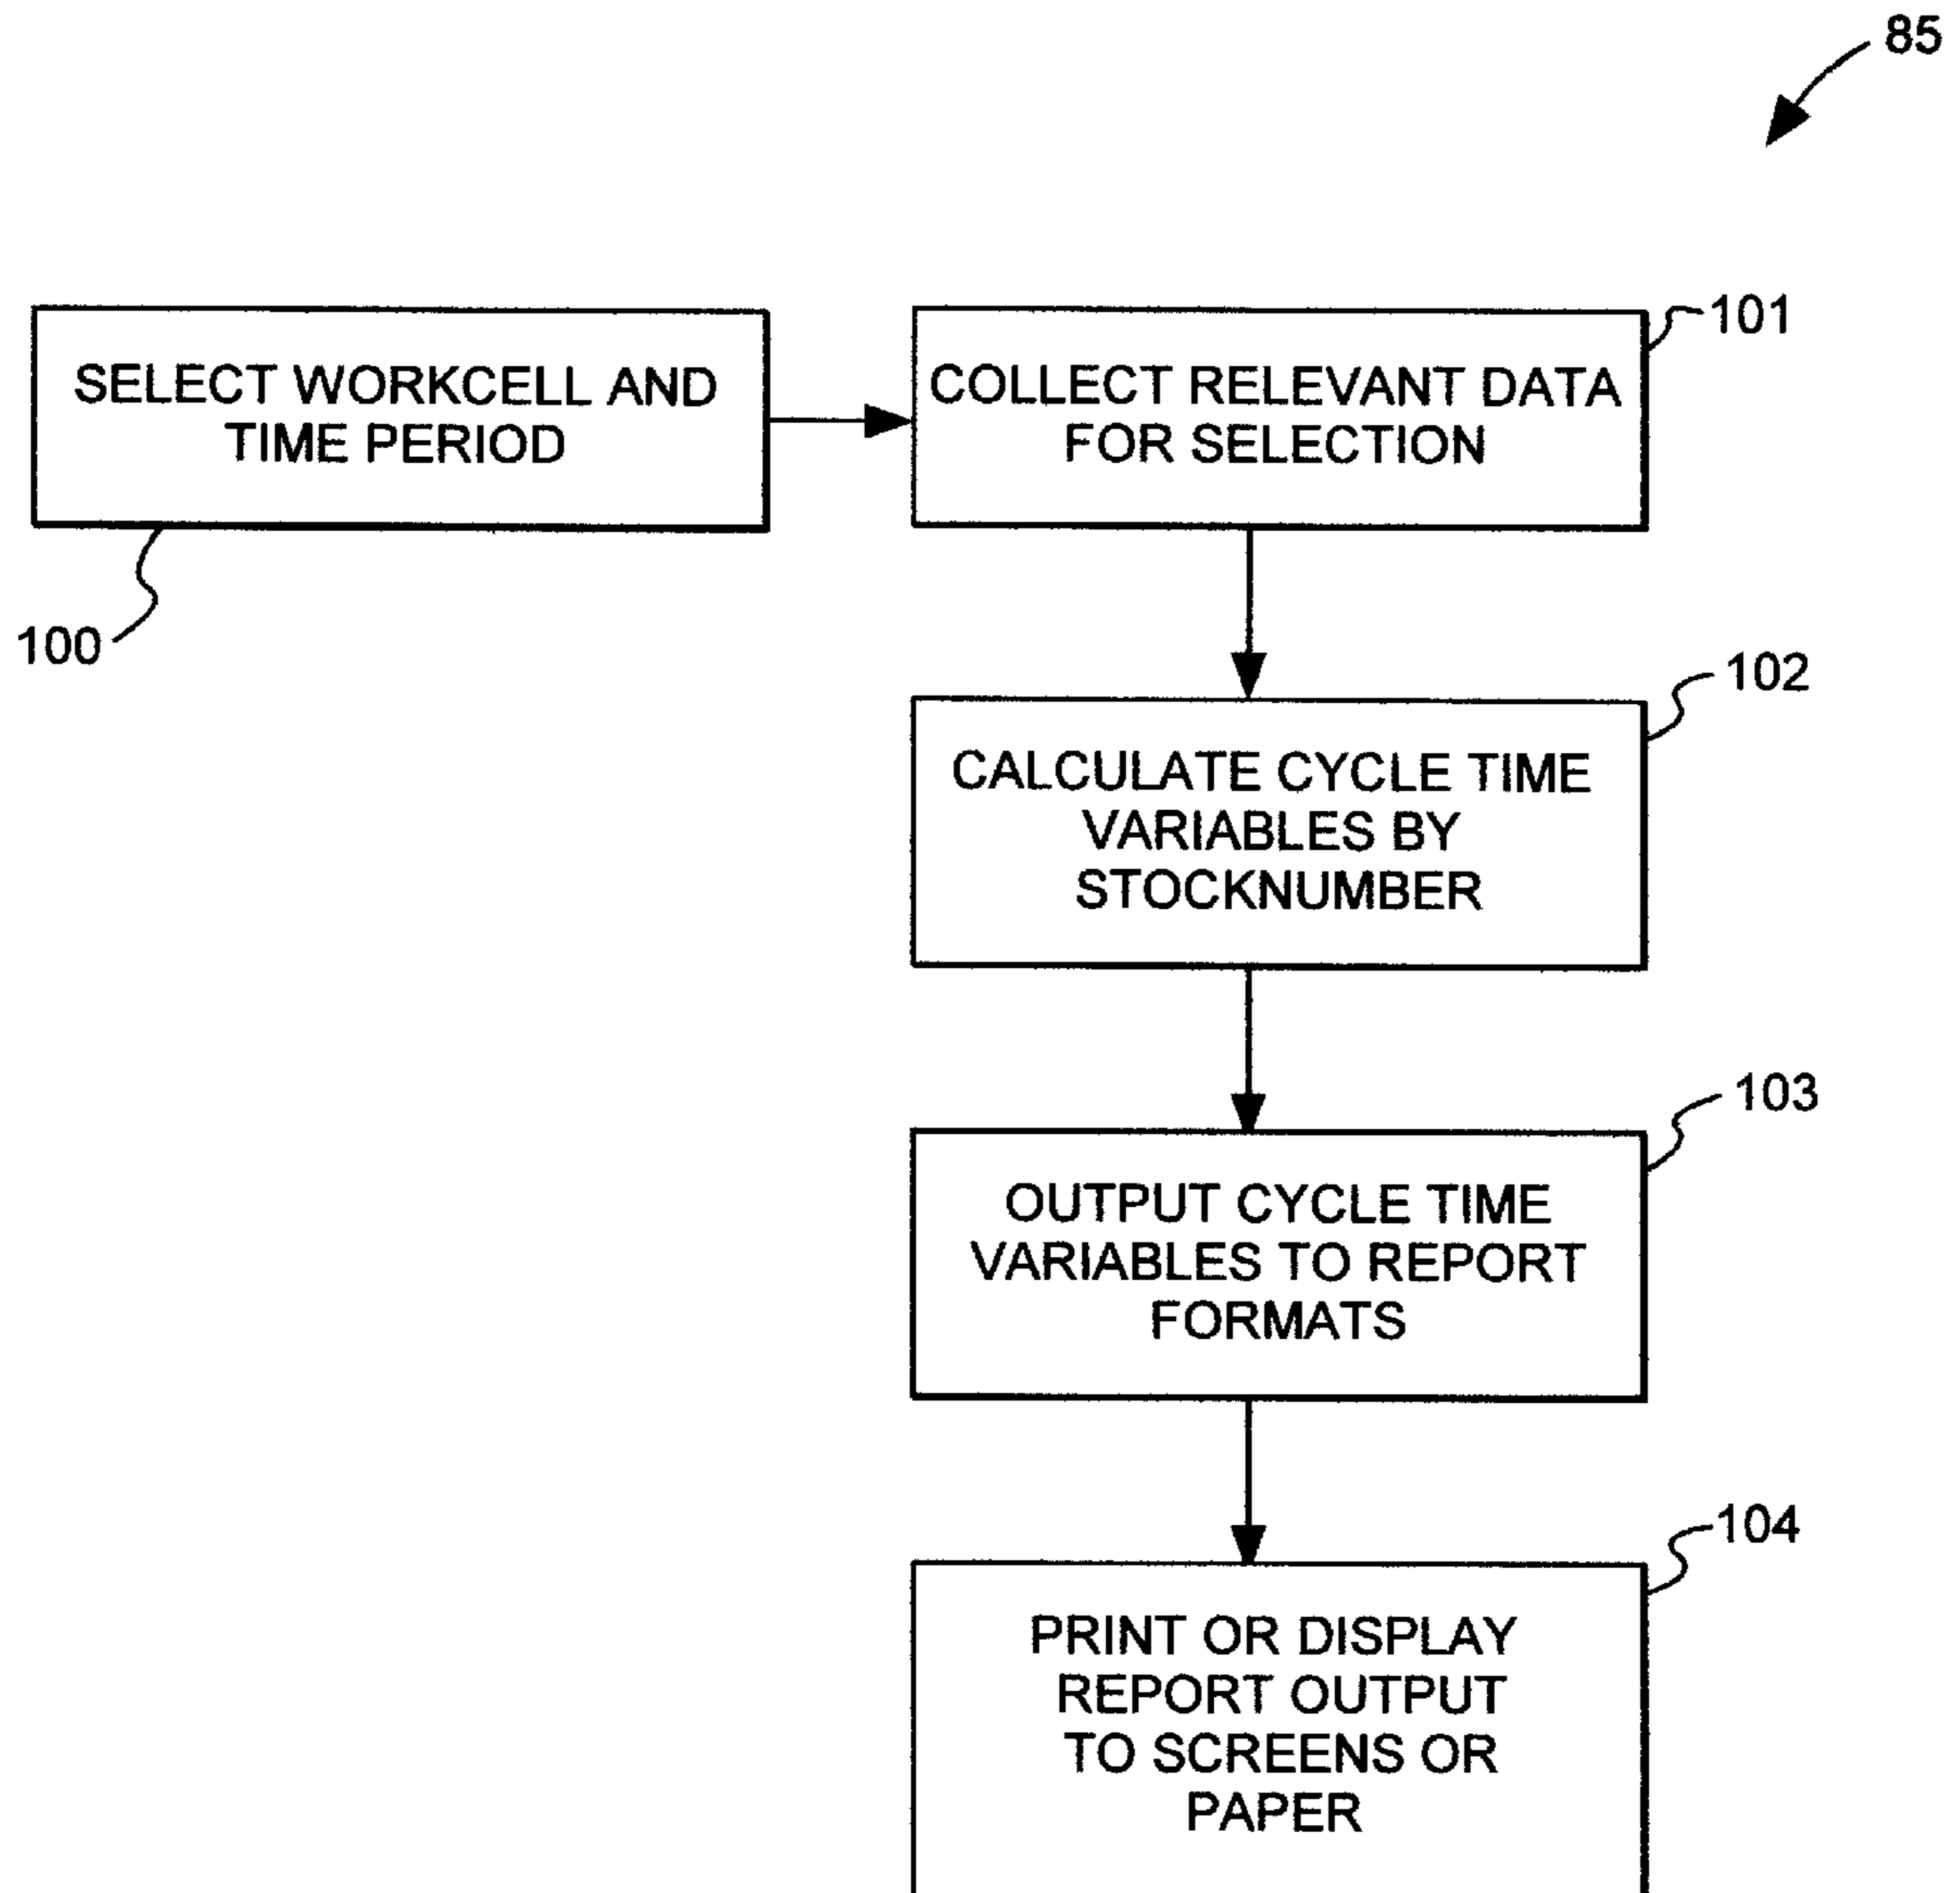 85
SELECT WORKCELL AND
TIME PERIOD
100
COLLECT RELEVANT DATA
FOR SELECTION
101
CALCULATE CYCLE TIME
VARIABLES BY
STOCKNUMBER
102
OUTPUT CYCLE TIME
VARIABLES TO REPORT
FORMATS
103
PRINT OR DISPLAY
REPORT OUTPUT
TO SCREENS OR
PAPER
104